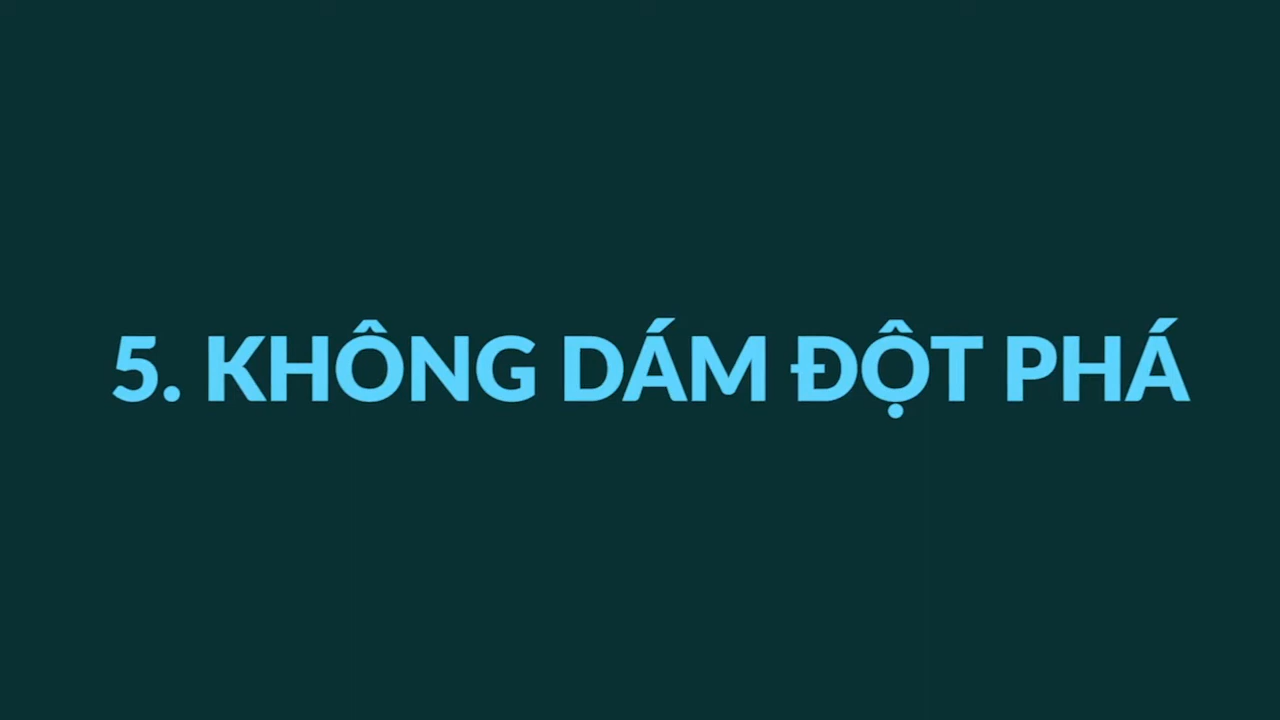 5. KHÔNG DÁM ĐỘT PHÁ